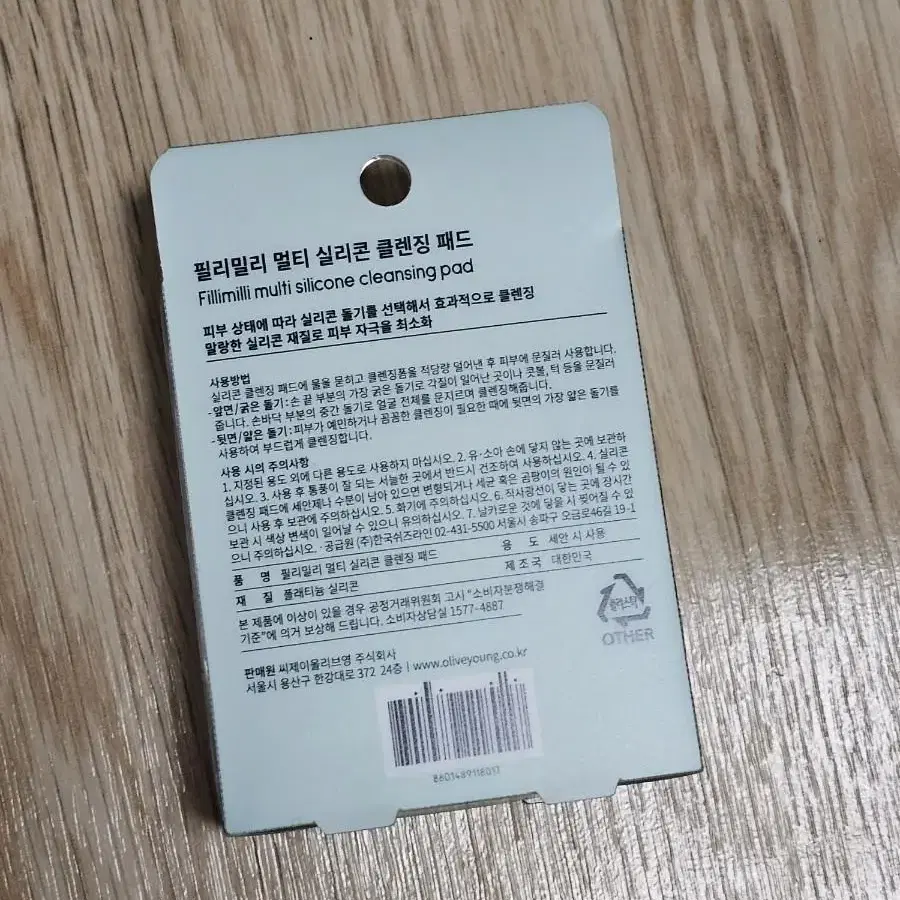 필리밀리 멀티 실리콘 클렌징 패드
Fillimilli multi silicone cleansing pad
피부 상태에 따라 실리콘 돌기를 선택해서 효과적으로 클렌징
말랑한 실리콘 재질로 피부 자극을 최소화
사용방법
실리콘 클렌징 패드에 물을 묻히고 클렌징폼을 적당량 덜어낸 후 피부에 문질러 사용합니다.
-앞면/굵은 돌기 : 손 끝 부분의 가장 굵은 돌기로 각질이 일어난 곳이나 콧볼, 턱 등을 문질러
줍니다. 손바닥 부분의 중간 돌기로 얼굴 전체를 문지르며 클렌징해줍니다.
-뒷면/얇은 돌기 : 피부가 예민하거나 꼼꼼한 클렌징이 필요한 때에 뒷면의 가장 얇은 돌기를
사용하여 부드럽게 클렌징합니다.
사용 시의 주의사항
1. 지정된 용도 외에 다른 용도로 사용하지 마십시오. 2. 유·소아 손에 닿지 않는 곳에 보관하
십시오. 3. 사용 후 통풍이 잘 되는 서늘한 곳에서 반드시 건조하여 사용하십시오. 4. 실리콘
클렌징 패드에 세안제나 수분이 남아 있으면 변형되거나 세균 혹은 곰팡이의 원인이 될 수 있
으니 사용 후 보관에 주의하십시오. 5. 화기에 주의하십시오. 6. 직사광선이 닿는 곳에 장시간
보관 시 색상 변색이 일어날 수 있으니 유의하십시오. 7. 날카로운 것에 닿을 시 찢어질 수 있
으니 주의하십시오. · 공급원 (주)한국쉬즈라인 02-431-5500 서울시 송파구 오금로46길 19-1
품 명 필리밀리 멀티 실리콘 클렌징 패드 용 도 세안 시 사용
재 질 플래티늄 실리콘 제조국 대한민국
본 제품에 이상이 있을 경우 공정거래위원회 고시 "소비자분쟁해결
기준"에 의거 보상해 드립니다. 소비자상담실 1577-4887
플라스틱
OTHER
판매원 씨제이올리브영 주식회사
서울시 용산구 한강대로 372 24층 | www.oliveyoung.co.kr
8601489118017